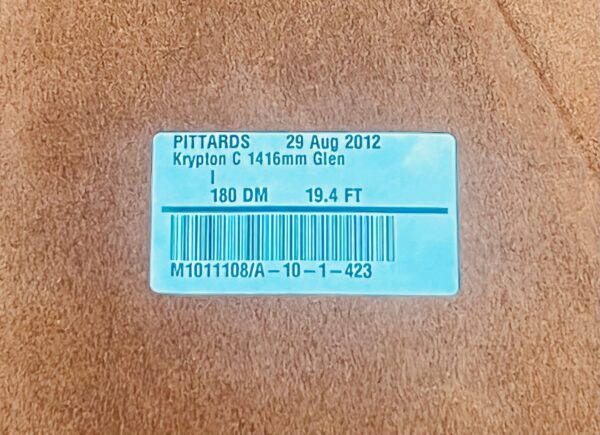 PITTARDS 29 Aug 2012
Krypton C 1416mm Glen
I
180 DM 19.4 FT
M1011108/A-10-1-423